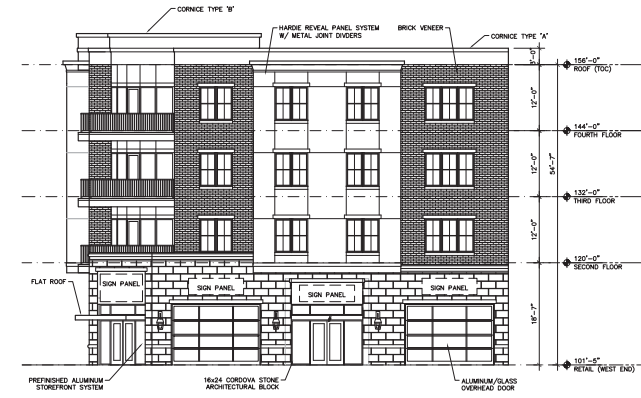 CORNICE TYPE 'B'
HARDIE REVEAL PANEL SYSTEM
W/ METAL JOINT DIVDERS
BRICK VENEER
CORNICE TYPE "A"
3'-0"
156'-0"
ROOF (TOC)
12'-0"
144'-0"
FOURTH FLOOR
12'-0"
54'-7"
132'-0"
THIRD FLOOR
12'-0"
120'-0"
SECOND FLOOR
FLAT ROOF
SIGN PANEL
SIGN PANEL
SIGN PANEL
SIGN PANEL
18'-7"
101'-5"
RETAIL (WEST END)
PREFINISHED ALUMINUM
STOREFRONT SYSTEM
16x24 CORDOVA STONE
ARCHITECTURAL BLOCK
ALUMINUM/GLASS
OVERHEAD DOOR